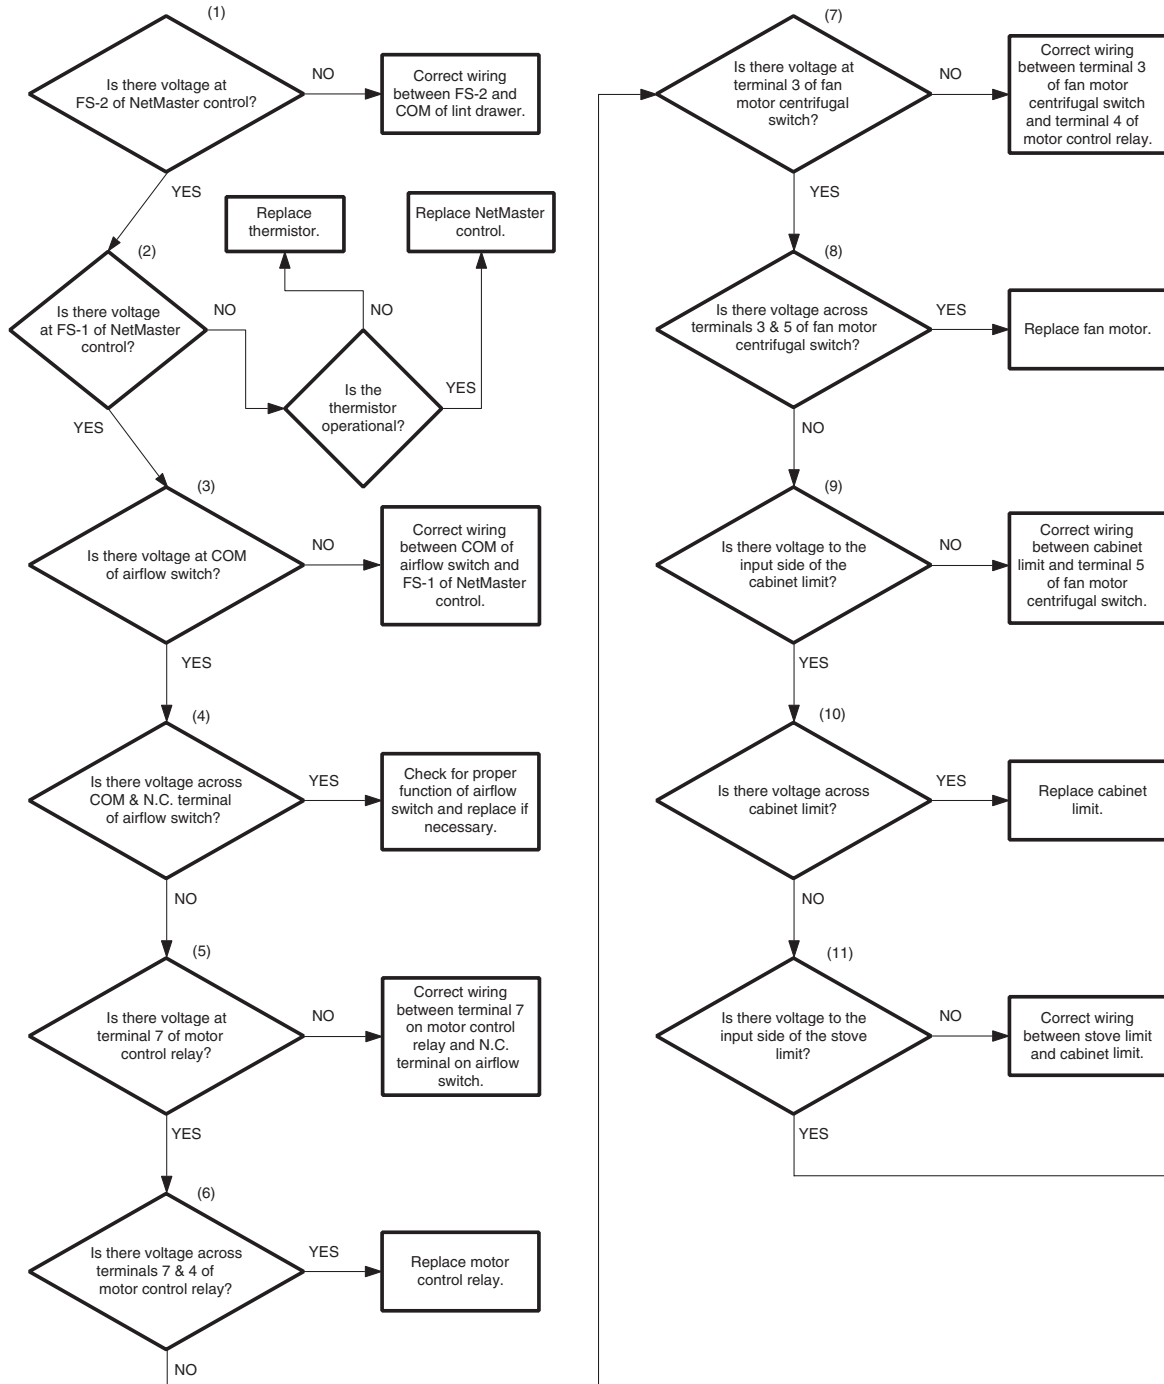 (1)
Is there voltage at
FS-2 of NetMaster control?
NO
Correct wiring
between FS-2 and
COM of lint drawer.
YES
(2)
Is there voltage
at FS-1 of NetMaster
control?
NO
Replace
thermistor.
Replace NetMaster
control.
NO
YES
Is the
thermistor
operational?
YES
(3)
Is there voltage at COM
of airflow switch?
NO
Correct wiring
between COM of
airflow switch and
FS-1 of NetMaster
control.
YES
(4)
Is there voltage across
COM & N.C. terminal
of airflow switch?
YES
Check for proper
function of airflow
switch and replace if
necessary.
NO
(5)
Is there voltage at
terminal 7 of motor
control relay?
NO
Correct wiring
between terminal 7
on motor control
relay and N.C.
terminal on airflow
switch.
YES
(6)
Is there voltage across
terminals 7 & 4 of
motor control relay?
YES
Replace motor
control relay.
NO
(7)
Is there voltage at
terminal 3 of fan
motor centrifugal
switch?
NO
Correct wiring
between terminal 3
of fan motor
centrifugal switch
and terminal 4 of
motor control relay.
YES
(8)
Is there voltage across
terminals 3 & 5 of fan motor
centrifugal switch?
YES
Replace fan motor.
NO
(9)
Is there voltage to the
input side of the
cabinet limit?
NO
Correct wiring
between cabinet
limit and terminal 5
of fan motor
centrifugal switch.
YES
(10)
Is there voltage across
cabinet limit?
YES
Replace cabinet
limit.
NO
(11)
Is there voltage to the
input side of the stove
limit?
NO
Correct wiring
between stove limit
and cabinet limit.
YES